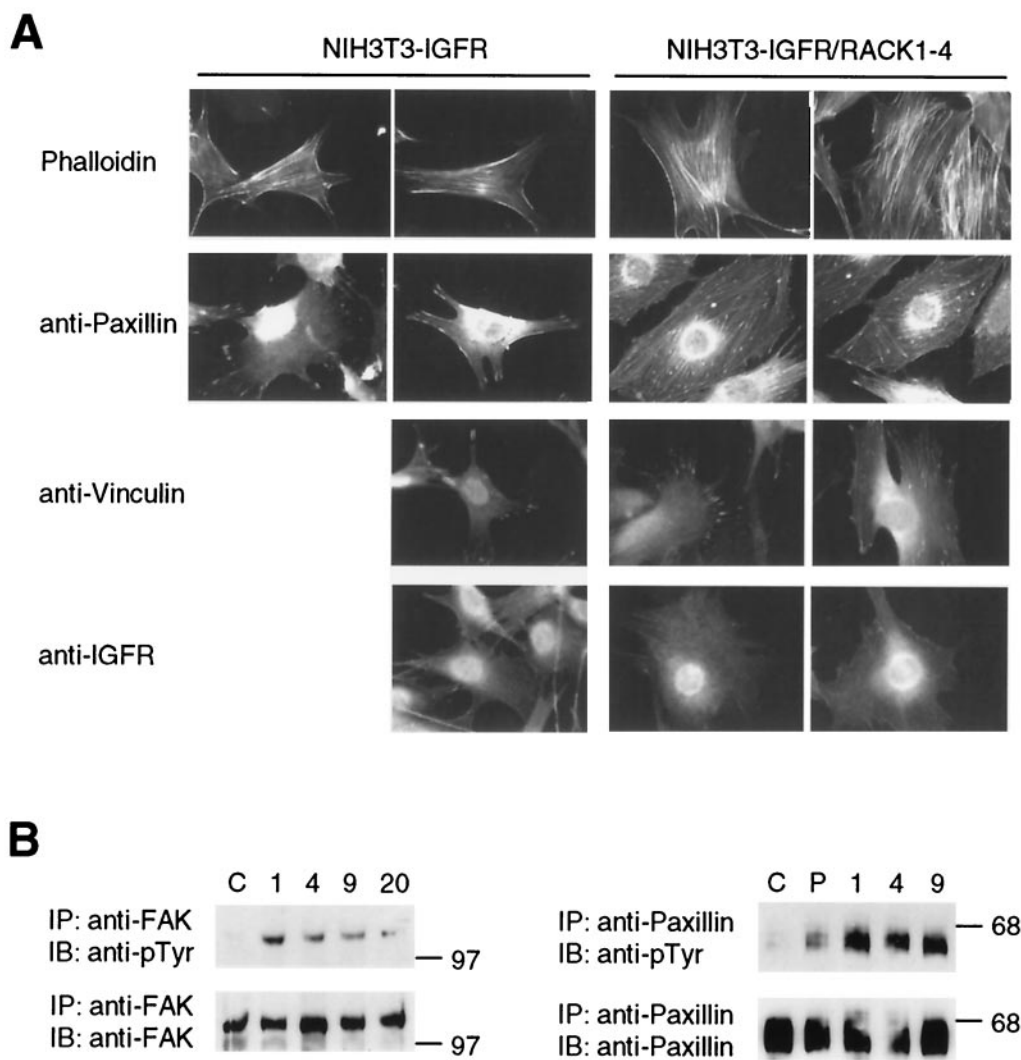 A
NIH3T3-IGFR
NIH3T3-IGFR/RACK1-4
Phalloidin
anti-Paxillin
anti-Vinculin
anti-IGFR
B
C 1 4 9 20
IP: anti-FAK
IB: anti-pTyr
97
IP: anti-FAK
IB: anti-FAK
97
C P 1 4 9
IP: anti-Paxillin
IB: anti-pTyr
68
IP: anti-Paxillin
IB: anti-Paxillin
68